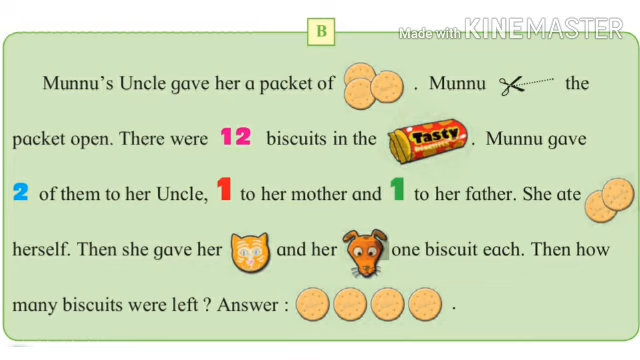 B
Made with KINEMASTER
Munnu's Uncle gave her a packet of . Munnu the
packet open. There were 12 biscuits in the Tasty . Munnu gave
2 of them to her Uncle, 1 to her mother and 1 to her father. She ate
herself. Then she gave her and her one biscuit each. Then how
many biscuits were left ? Answer : .